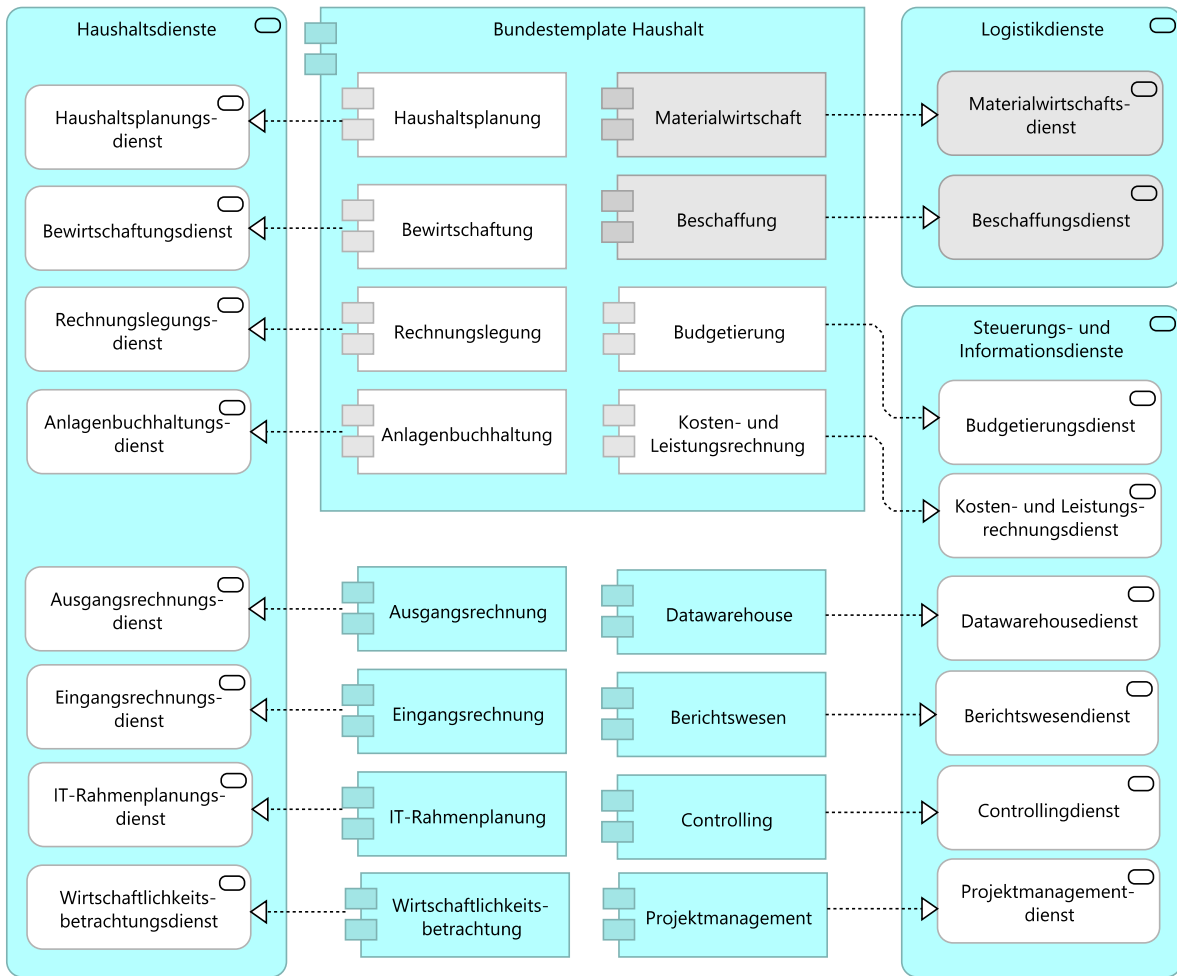 Haushaltsdienste
Haushaltsplanungs-
dienst
Bewirtschaftungsdienst
Rechnungslegungs-
dienst
Anlagenbuchhaltungs-
dienst
Ausgangsrechnungs-
dienst
Eingangsrechnungs-
dienst
IT-Rahmenplanungs-
dienst
Wirtschaftlichkeits-
betrachtungsdienst
Bundestemplate Haushalt
Haushaltsplanung
Materialwirtschaft
Bewirtschaftung
Beschaffung
Rechnungslegung
Budgetierung
Anlagenbuchhaltung
Kosten- und
Leistungsrechnung
Ausgangsrechnung
Datawarehouse
Eingangsrechnung
Berichtswesen
IT-Rahmenplanung
Controlling
Wirtschaftlichkeits-
betrachtung
Projektmanagement
Logistikdienste
Materialwirtschafts-
dienst
Beschaffungsdienst
Steuerungs- und
Informationsdienste
Budgetierungsdienst
Kosten- und Leistungs-
rechnungsdienst
Datawarehousedienst
Berichtswesendienst
Controllingdienst
Projektmanagement-
dienst